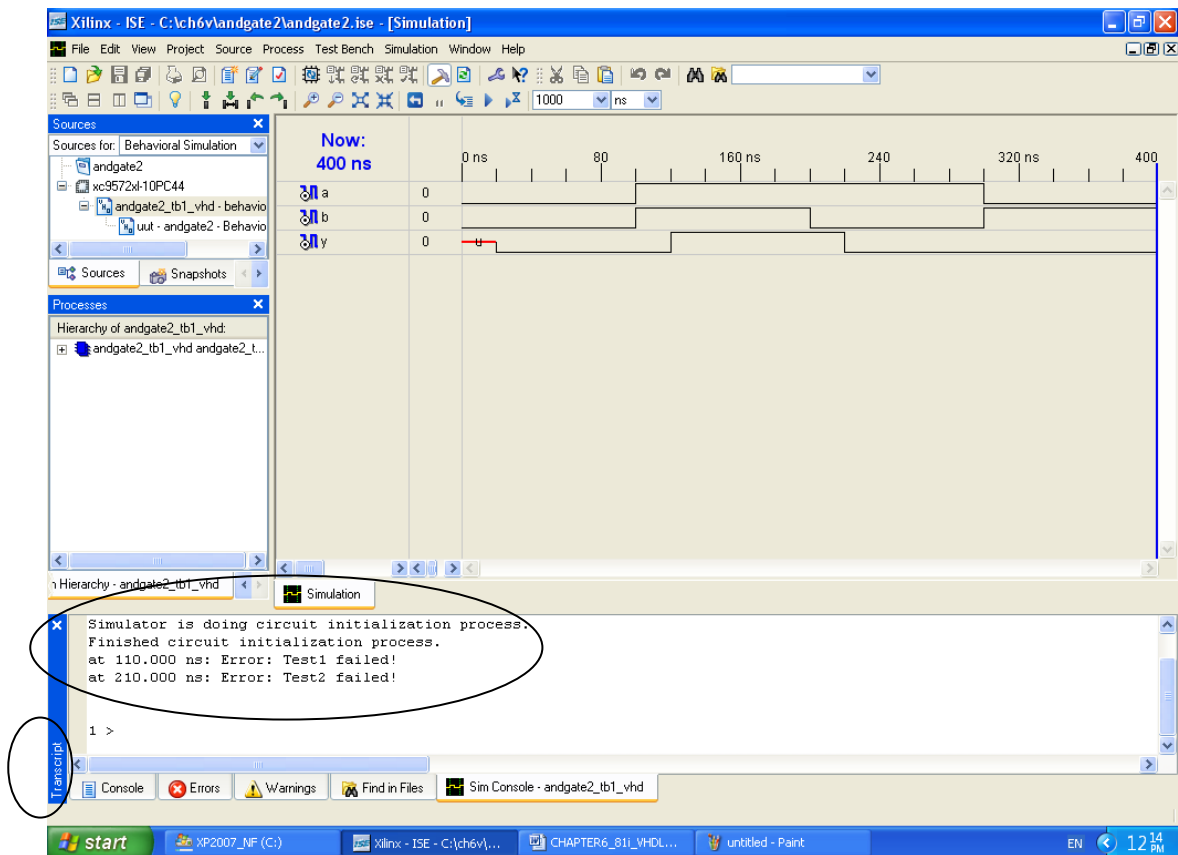 Xilinx - ISE - C:\ch6v\andgate2\andgate2.ise - [Simulation]
File Edit View Project Source Process Test Bench Simulation Window Help
1000 ns
Sources
Sources for: Behavioral Simulation
andgate2
xc9572xl-10PC44
andgate2_tb1_vhd - behavio
uut - andgate2 - Behavio
Sources Snapshots
Processes
Hierarchy of andgate2_tb1_vhd:
andgate2_tb1_vhd andgate2_t...
Now:
400 ns
0 ns 80 160 ns 240 320 ns 400
a 0
b 0
y 0 U
Hierarchy - andgate2_tb1_vhd
Simulation
Simulator is doing circuit initialization process.
Finished circuit initialization process.
at 110.000 ns: Error: Test1 failed!
at 210.000 ns: Error: Test2 failed!
1 >
Transcript
Console Errors Warnings Find in Files Sim Console - andgate2_tb1_vhd
start XP2007_NF (C:) Xilinx - ISE - C:\ch6v\... CHAPTER6_81i_VHDL... untitled - Paint EN 12 14 PM